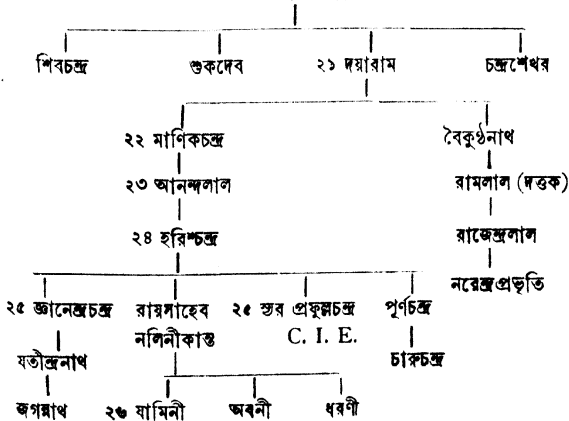 শিবচন্দ্র শুকদেব ২১ দয়ারাম চন্দ্রশেখর
২২ মাণিকচন্দ্র বৈকুণ্ঠনাথ
২৩ আনন্দলাল রামলাল (দত্তক)
২৪ হরিশ্চন্দ্র রাজেন্দ্রলাল
নরেন্দ্রপ্রভৃতি
২৫ জ্ঞানেন্দ্রচন্দ্র রায়সাহেব ২৫ স্যর প্রফুল্লচন্দ্র পূর্ণচন্দ্র
নলিনীকান্ত C. I. E.
যতীন্দ্রনাথ চারুচন্দ্র
জগন্নাথ ২৬ যামিনী অবনী ধরণী